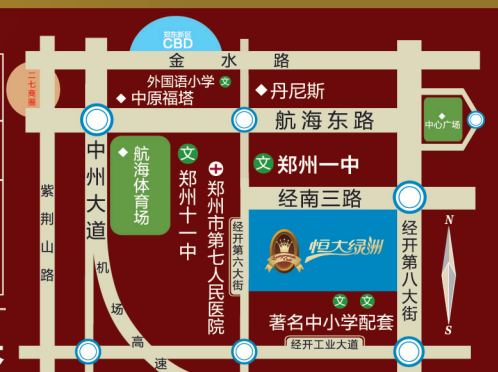 郑东新区
CBD
金水路
二七商圈
外国语小学 文
中原福塔
丹尼斯
中心广场
航海东路
中州大道
航海体育场
文
郑州十一中
郑州市第七人民医院
文 郑州一中
经南三路
紫荆山路
经开第六大街
恒大绿洲
经开第八大街
N
S
机场高速
文 文
著名中小学配套
经开工业大道